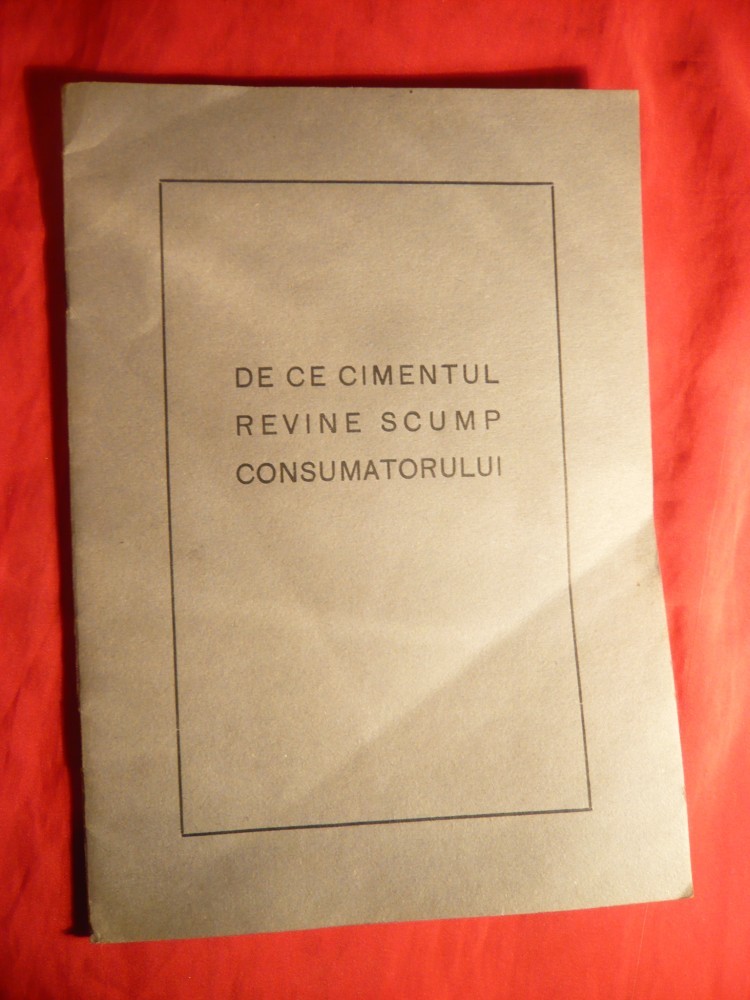 DE CE CIMENTUL
REVINE SCUMP
CONSUMATORULUI